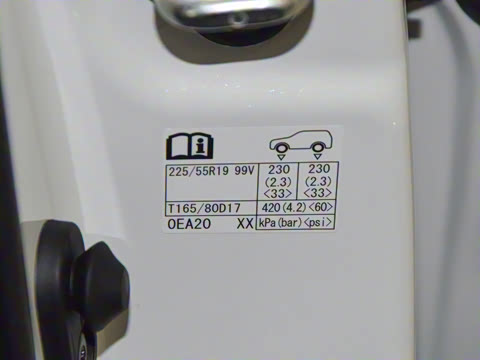 i
225/55R19 99V 230 230
(2.3) (2.3)
<33> <33>
T165/80D17 420(4.2)<60>
0EA20 XX kPa(bar)<psi>